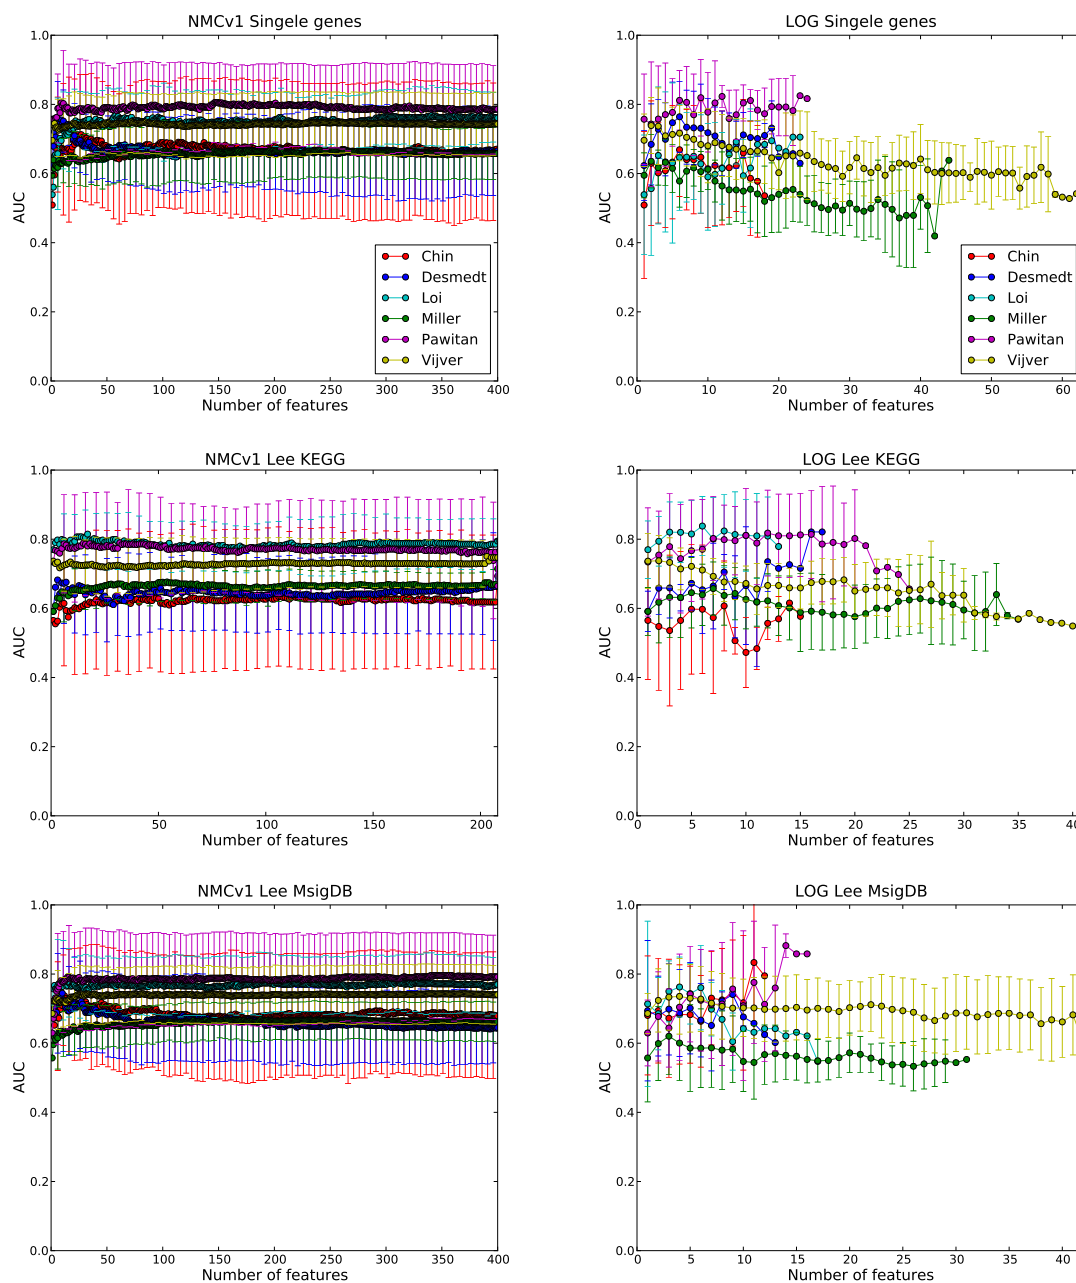 NMCv1 Singele genes
1.0
0.8
0.6
0.4
0.2
0.0
AUC
0 50 100 150 200 250 300 350 400
Number of features
Chin
Desmedt
Loi
Miller
Pawitan
Vijver
LOG Singele genes
1.0
0.8
0.6
0.4
0.2
0.0
AUC
0 10 20 30 40 50 60
Number of features
Chin
Desmedt
Loi
Miller
Pawitan
Vijver
NMCv1 Lee KEGG
1.0
0.8
0.6
0.4
0.2
0.0
AUC
0 50 100 150 200
Number of features
LOG Lee KEGG
1.0
0.8
0.6
0.4
0.2
0.0
AUC
0 5 10 15 20 25 30 35 40
Number of features
NMCv1 Lee MsigDB
1.0
0.8
0.6
0.4
0.2
0.0
AUC
0 50 100 150 200 250 300 350 400
Number of features
LOG Lee MsigDB
1.0
0.8
0.6
0.4
0.2
0.0
AUC
0 5 10 15 20 25 30 35 40
Number of features